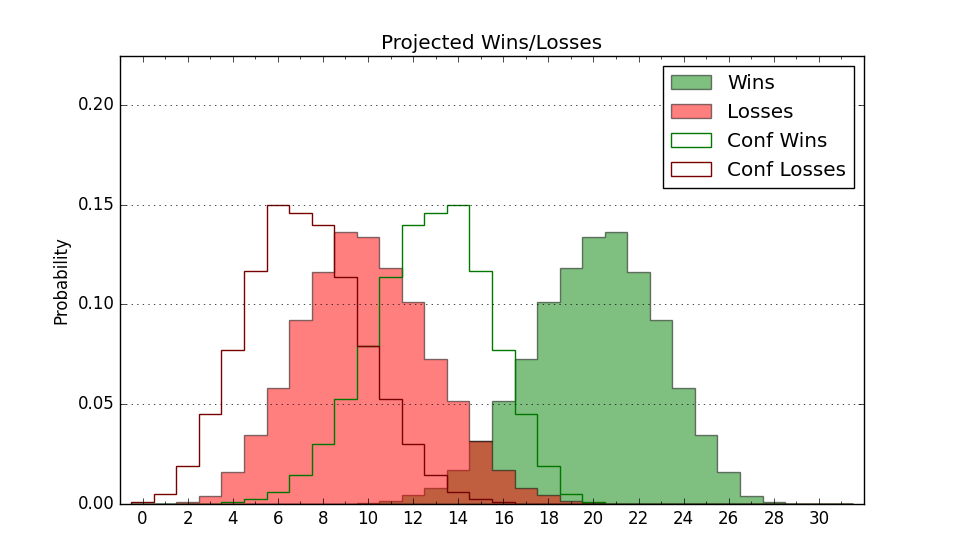 Projected Wins/Losses
Wins
Losses
Conf Wins
Conf Losses
Probability
0.20
0.15
0.10
0.05
0.00
0 2 4 6 8 10 12 14 16 18 20 22 24 26 28 30